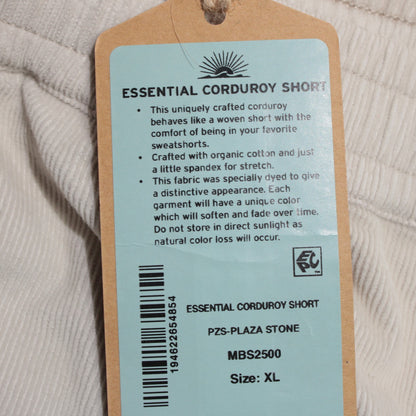 ESSENTIAL CORDUROY SHORT
• This uniquely crafted corduroy
behaves like a woven short with the
comfort of being in your favorite
sweatshorts.
• Crafted with organic cotton and just
a little spandex for stretch.
• This fabric was specially dyed to give
a distinctive appearance. Each
garment will have a unique color
which will soften and fade over time.
Do not store in direct sunlight as
natural color loss will occur.
EPC
194622654854
ESSENTIAL CORDUROY SHORT
PZS-PLAZA STONE
MBS2500
Size: XL